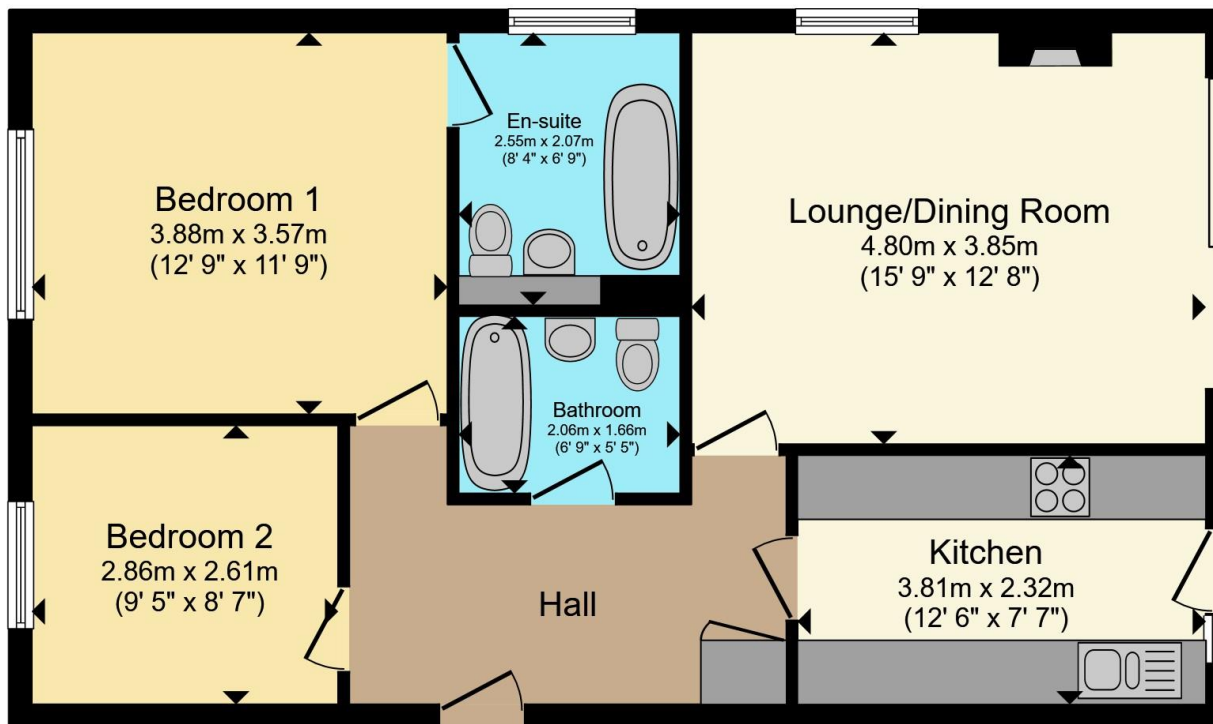 En-suite
2.55m x 2.07m
(8' 4" x 6' 9")
Bedroom 1
3.88m x 3.57m
(12' 9" x 11' 9")
Lounge/Dining Room
4.80m x 3.85m
(15' 9" x 12' 8")
Bathroom
2.06m x 1.66m
(6' 9" x 5' 5")
Bedroom 2
2.86m x 2.61m
(9' 5" x 8' 7")
Hall
Kitchen
3.81m x 2.32m
(12' 6" x 7' 7")